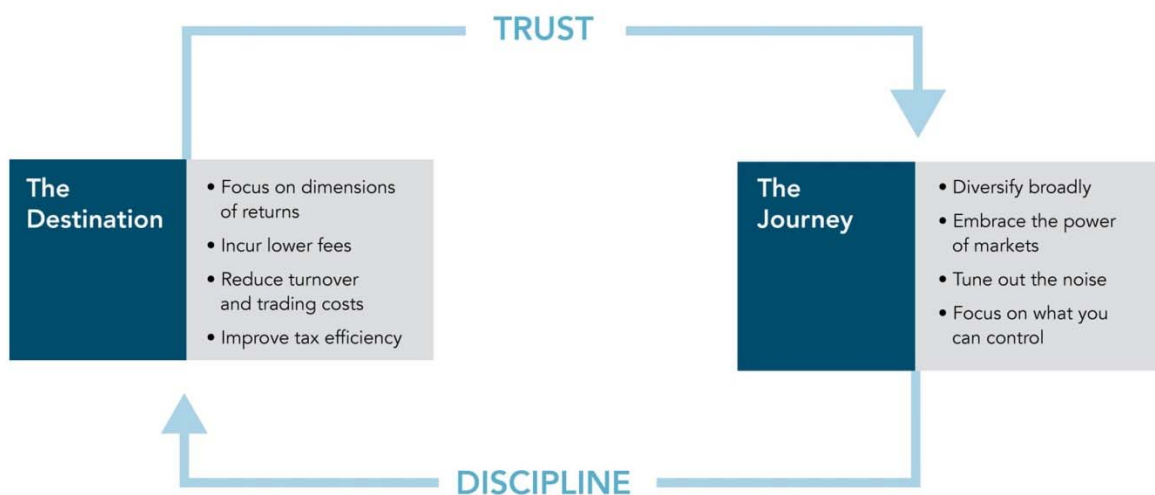 TRUST
The
Destination
• Focus on dimensions
of returns
• Incur lower fees
• Reduce turnover
and trading costs
• Improve tax efficiency
The
Journey
• Diversify broadly
• Embrace the power
of markets
• Tune out the noise
• Focus on what you
can control
DISCIPLINE